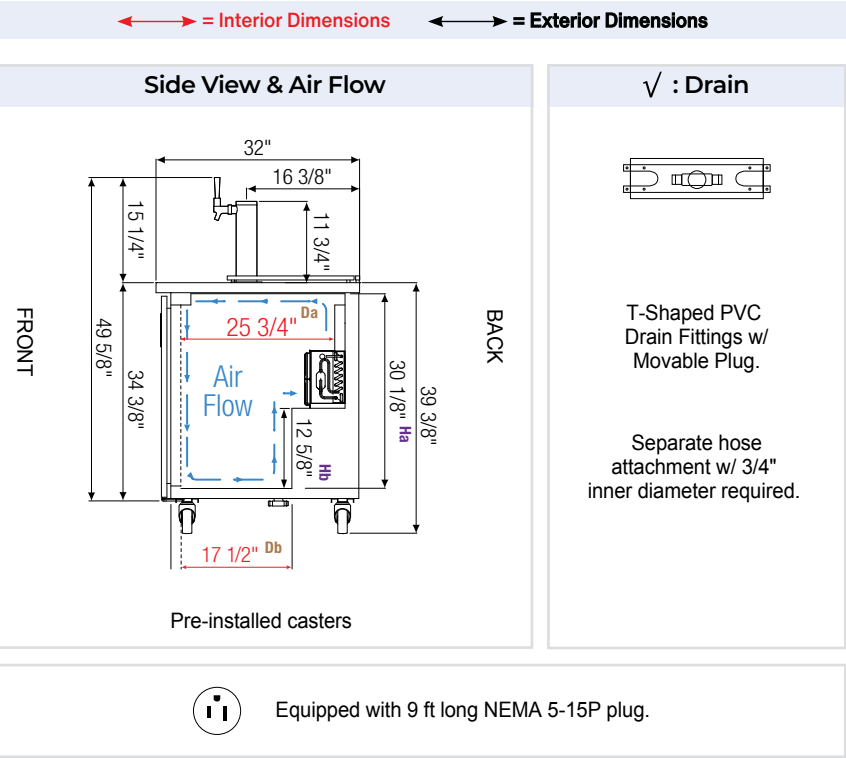 = Interior Dimensions
= Exterior Dimensions
Side View & Air Flow
32"
16 3/8"
15 1/4"
11 3/4"
25 3/4" Da
FRONT
BACK
49 5/8"
34 3/8"
Air
Flow
30 1/8" Ha
39 3/8"
12 5/8" Hb
17 1/2" Db
Pre-installed casters
√ : Drain
T-Shaped PVC
Drain Fittings w/
Movable Plug.
Separate hose
attachment w/ 3/4"
inner diameter required.
Equipped with 9 ft long NEMA 5-15P plug.